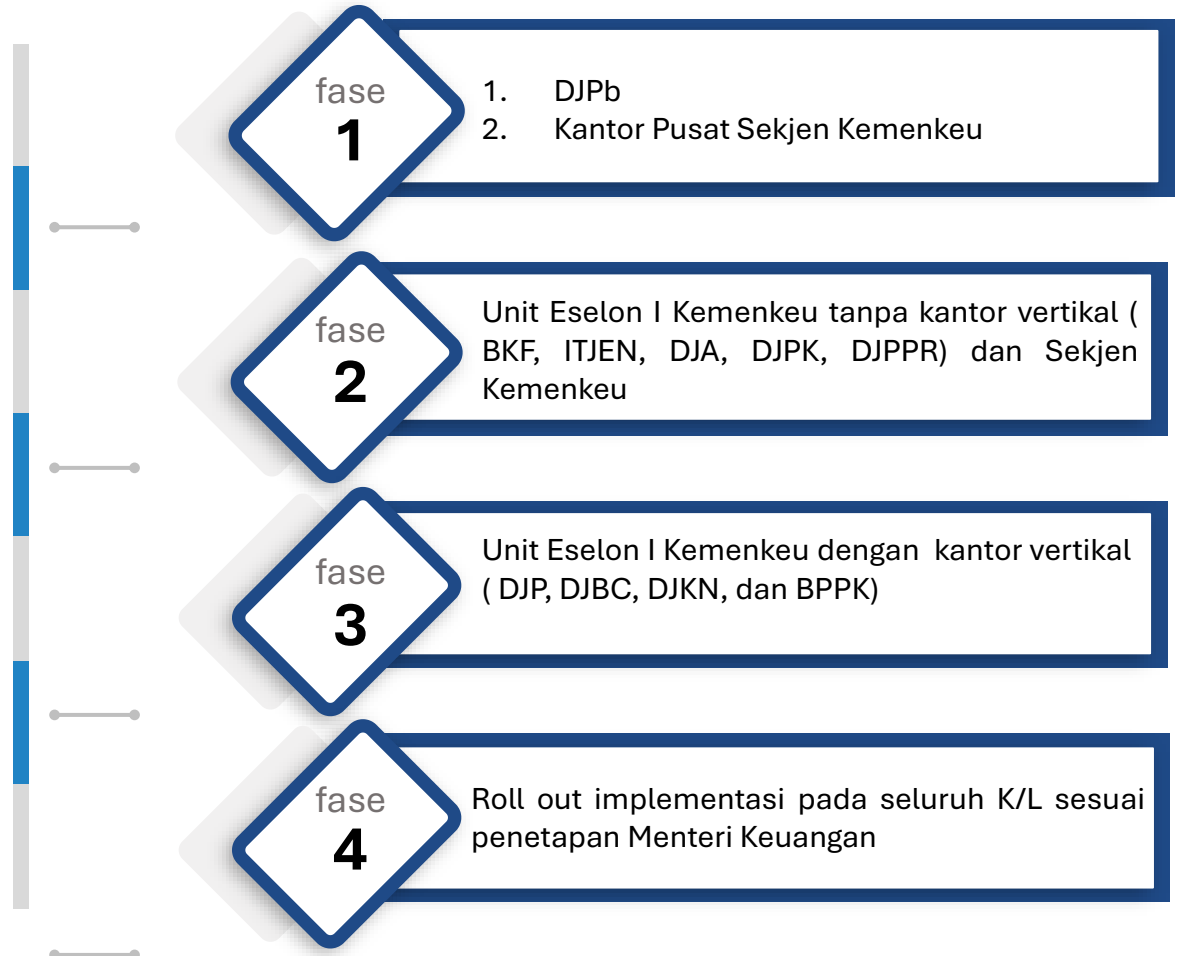 fase
1
1. DJPb
2. Kantor Pusat Sekjen Kemenkeu
fase
2
Unit Eselon I Kemenkeu tanpa kantor vertikal (
BKF, ITJEN, DJA, DJPK, DJPPR) dan Sekjen
Kemenkeu
fase
3
Unit Eselon I Kemenkeu dengan kantor vertikal
( DJP, DJBC, DJKN, dan BPPK)
fase
4
Roll out implementasi pada seluruh K/L sesuai
penetapan Menteri Keuangan